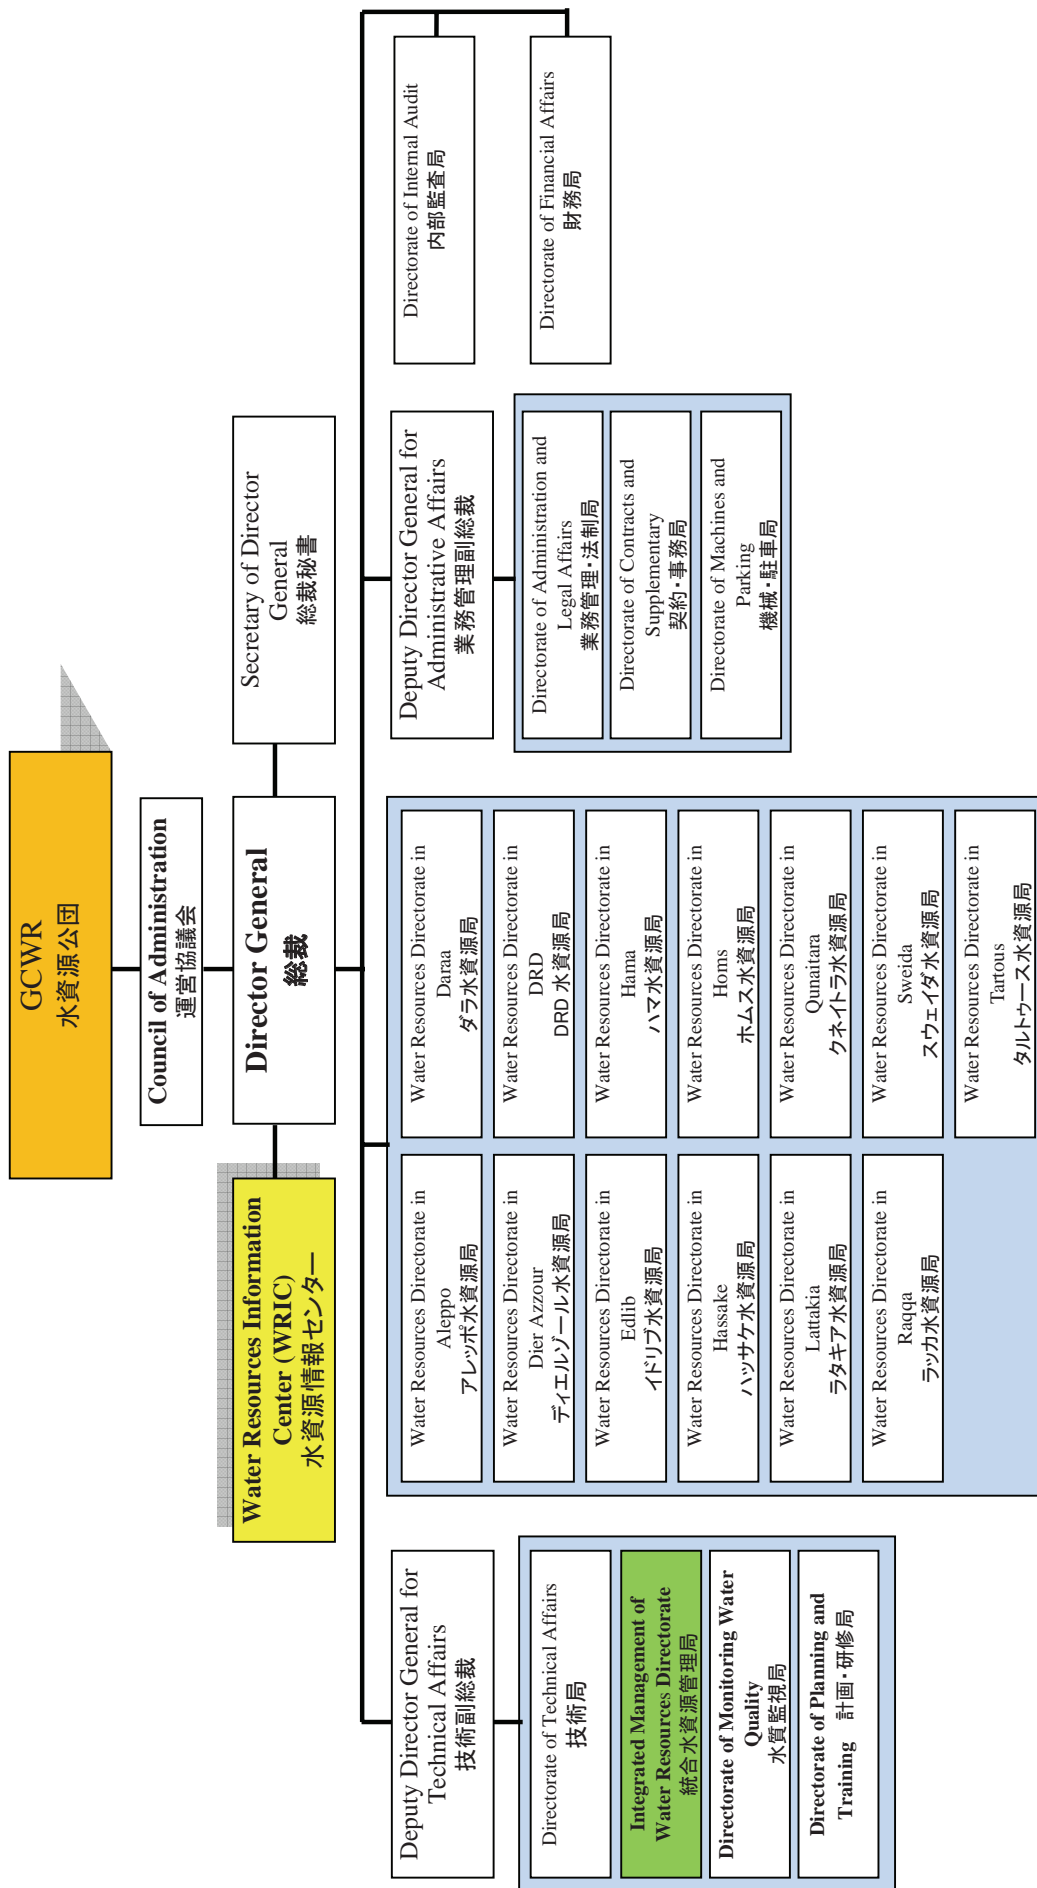 GCWR
水資源公団
Council of Administration
運営協議会
Water Resources Information
Center (WRIC)
水資源情報センター
Director General
総裁
Secretary of Director
General
総裁秘書
Deputy Director General for
Technical Affairs
技術副総裁
Directorate of Technical Affairs
技術局
Integrated Management of
Water Resources Directorate
統合水資源管理局
Directorate of Monitoring Water
Quality
水質監視局
Directorate of Planning and
Training 計画・研修局
Water Resources Directorate in
Aleppo
アレッポ水資源局
Water Resources Directorate in
Dier Azzour
ディエルゾール水資源局
Water Resources Directorate in
Edlib
イドリブ水資源局
Water Resources Directorate in
Hassake
ハッサケ水資源局
Water Resources Directorate in
Lattakia
ラタキア水資源局
Water Resources Directorate in
Raqqa
ラッカ水資源局
Water Resources Directorate in
Daraa
ダラ水資源局
Water Resources Directorate in
DRD
DRD 水資源局
Water Resources Directorate in
Hama
ハマ水資源局
Water Resources Directorate in
Homs
ホムス水資源局
Water Resources Directorate in
Qunaitara
クネイトラ水資源局
Water Resources Directorate in
Sweida
スウェイダ水資源局
Water Resources Directorate in
Tartous
タルトゥース水資源局
Deputy Director General for
Administrative Affairs
業務管理副総裁
Directorate of Administration and
Legal Affairs
業務管理・法制局
Directorate of Contracts and
Supplementary
契約・事務局
Directorate of Machines and
Parking
機械・駐車局
Directorate of Internal Audit
内部監査局
Directorate of Financial Affairs
財務局